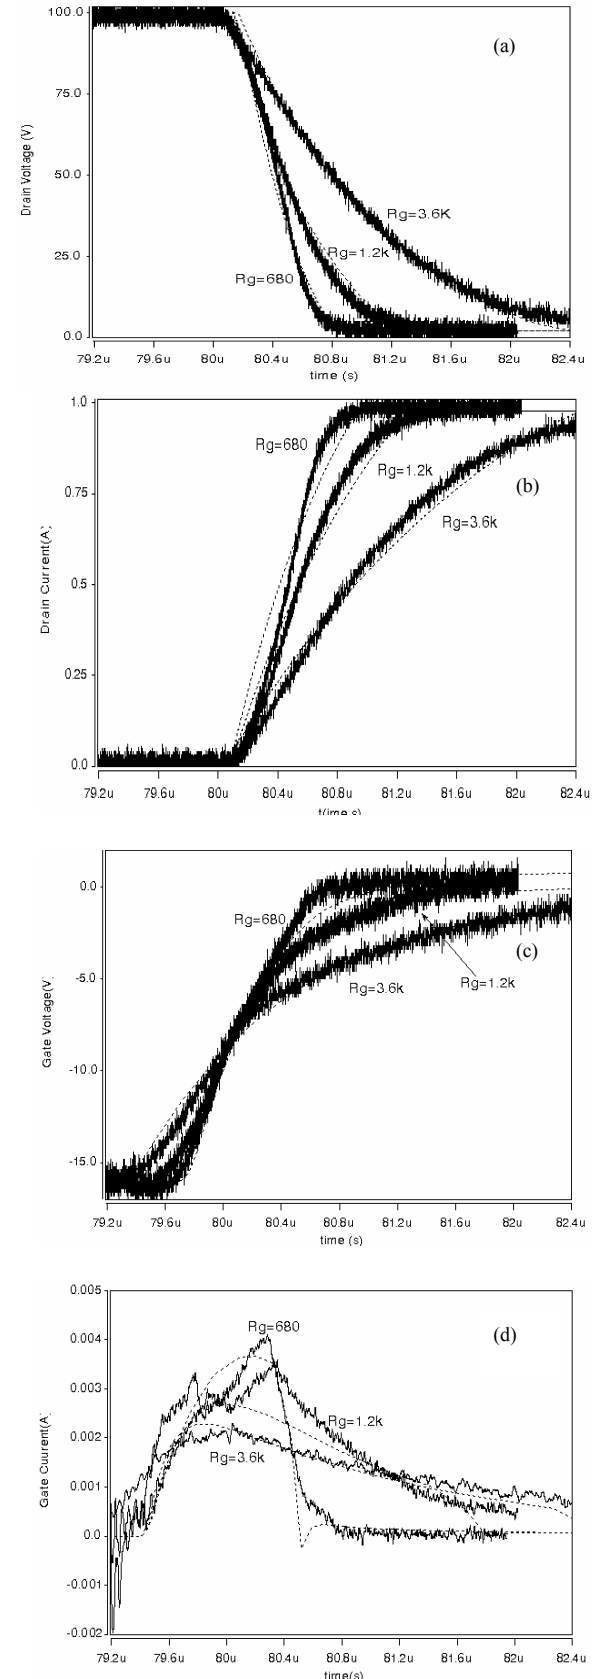 100.0
(a)
75.0
Drain Voltage (V)
50.0
Rg=3.6K
Rg=1.2k
25.0
Rg=680
0.0
79.2u 79.6u 80u 80.4u 80.8u 81.2u 81.6u 82u 82.4u
time (s)
1.0
Rg=680
Rg=1.2k
(b)
0.75
Rg=3.6k
Drain Current(A)
0.5
0.25
0.0
79.2u 79.6u 80u 80.4u 80.8u 81.2u 81.6u 82u 82.4u
t(ime s)
0.0
Rg=680
(c)
-5.0
Rg=1.2k
Rg=3.6k
Gate Voltage(V)
-10.0
-15.0
79.2u 79.6u 80u 80.4u 80.8u 81.2u 81.6u 82u 82.4u
time (s)
0.005
Rg=680
(d)
0.004
0.003
Rg=1.2k
Gate Cuurent(A)
0.002
Rg=3.6k
0.001
0.0
-0.001
-0.002
79.2u 79.6u 80u 80.4u 80.8u 81.2u 81.6u 82u 82.4u
time(s)